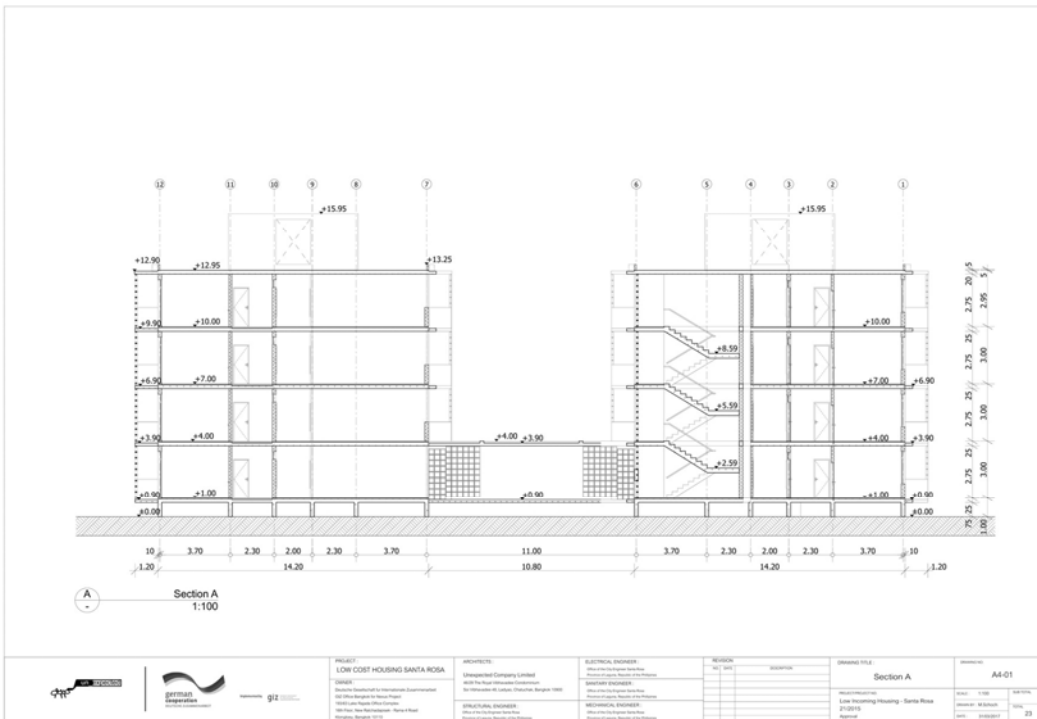 12 11 10 9 8 7 6 5 4 3 2 1
+15.95 +15.95
+12.90 +12.95 +13.25
+9.90 +10.00 +10.00
+8.59
+6.90 +7.00 +7.00 +6.90
+5.59
+3.90 +4.00 +4.00 +3.90 +4.00 +3.90
+2.59
+0.90 +1.00 +0.90 +1.00 +0.90
±0.00 ±0.00
5 20 2.75 25 2.75 25 2.75 25 2.75 25 75
5 2.95 3.00 3.00 3.00 1.00
10 3.70 2.30 2.00 2.30 3.70 11.00 3.70 2.30 2.00 2.30 3.70 10
1.20 14.20 10.80 14.20 1.20
A
-
Section A
1:100
german
cooperation
giz
PROJECT:
LOW COST HOUSING SANTA ROSA
OWNER:
ARCHITECTS:
Unexpected Company Limited
STRUCTURAL ENGINEER:
ELECTRICAL ENGINEER:
SANITARY ENGINEER:
MECHANICAL ENGINEER:
REVISION
DRAWING TITLE:
Section A
Low Incoming Housing - Santa Rosa
21/2015
Approval
A4-01
1:100
M.Schoch
23